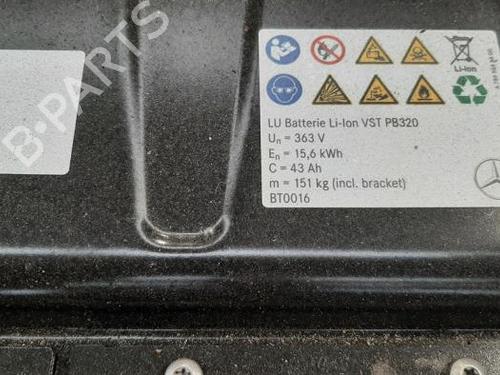 B-PARTS
Li-Ion
LU Batterie Li-Ion VST PB320
Un = 363 V
En = 15,6 kWh
C = 43 Ah
m = 151 kg (incl. bracket)
BT0016